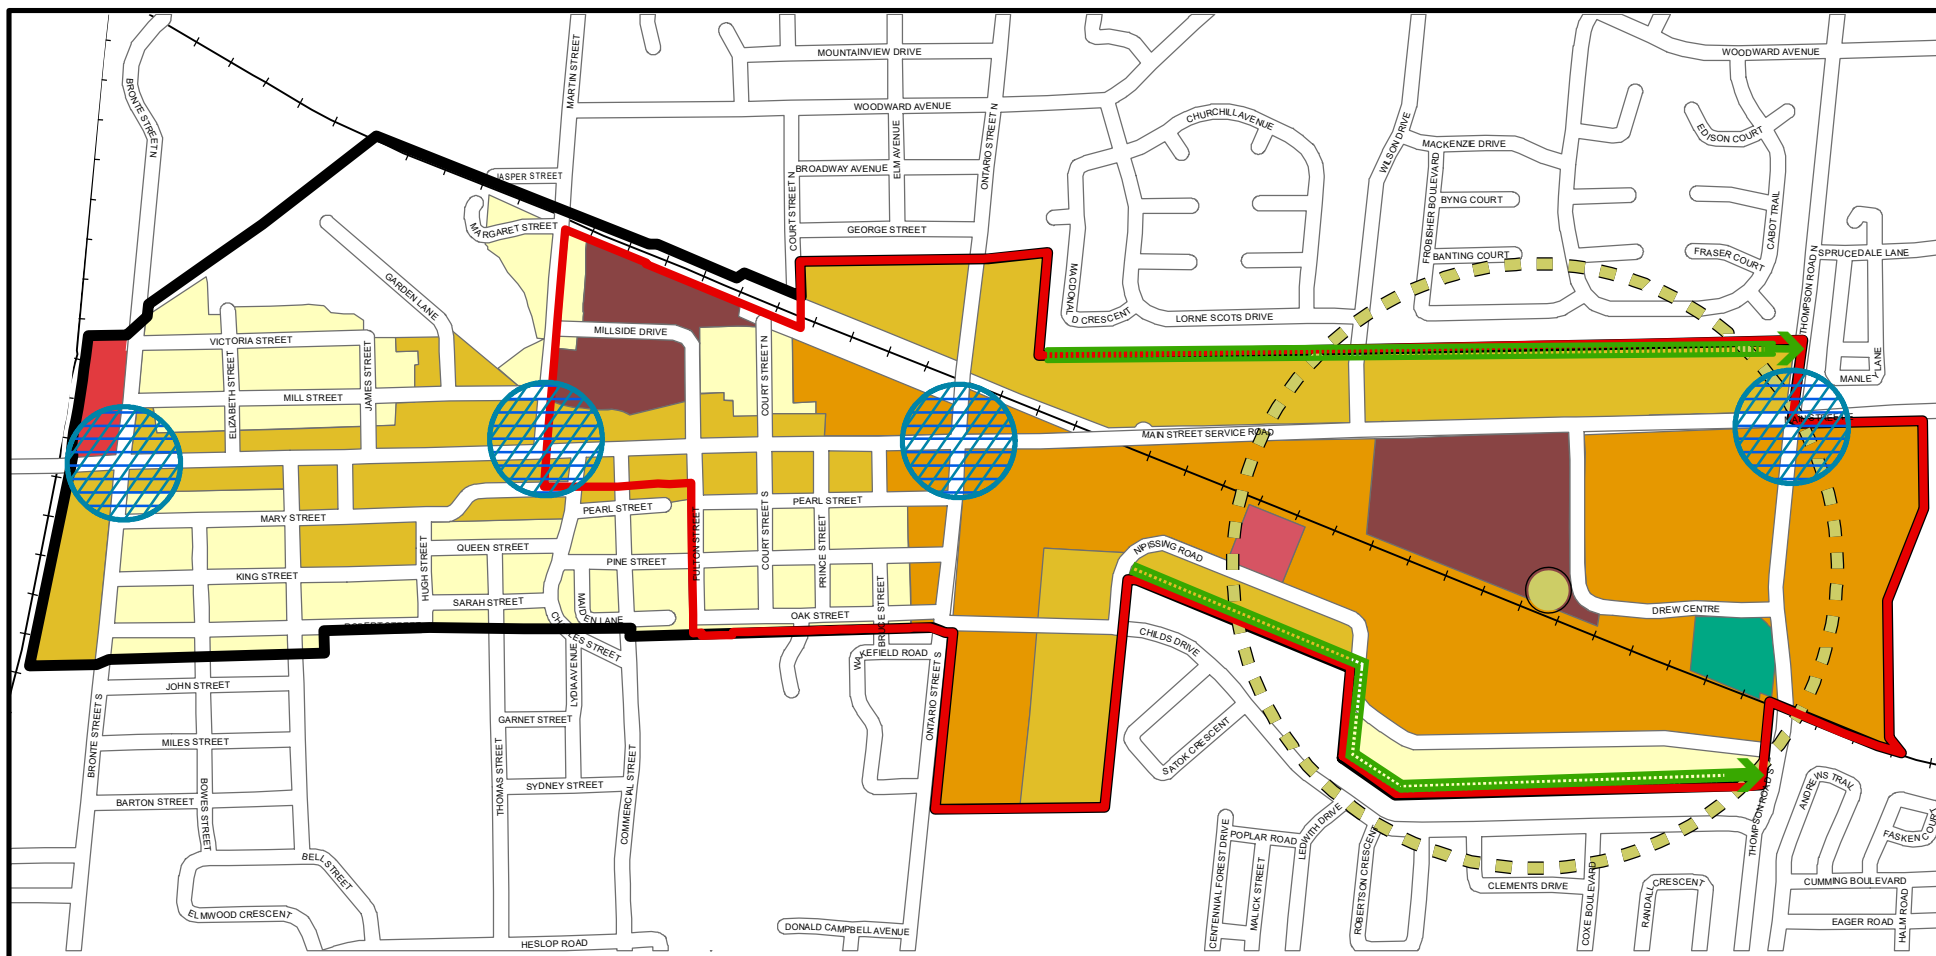 MOUNTAINVIEW DRIVE
WOODWARD AVENUE
MARTIN STREET
BRONTE STREET N
WOODWARD AVENUE
ONTARIO STREET N
ELM AVENUE
CHURCHILL AVENUE
WILSON DRIVE
MACKENZIE DRIVE
EDISON COURT
BROADWAY AVENUE
JASPER STREET
COURT STREET N
FROBISHER BOULEVARD
BYNG COURT
CABOT TRAIL
MARGARET STREET
GEORGE STREET
BANTING COURT
FRASER COURT
SPRUCEDALE LANE
GARDEN LANE
MACDONALD CRESCENT
LORNE SCOTS DRIVE
THOMPSON ROAD N
VICTORIA STREET
MILLSIDE DRIVE
ELIZABETH STREET
JAMES STREET
COURT STREET N
MILL STREET
MANLEY LANE
MAIN STREET SERVICE ROAD
PEARL STREET
PEARL STREET
MARY STREET
COURT STREET S
FULTON STREET
PRINCE STREET
NIPISSING ROAD
QUEEN STREET
HUGH STREET
PINE STREET
KING STREET
SARAH STREET
MAIDEN LANE
OAK STREET
BRUCE STREET
DREW CENTRE
ROBERT STREET
CHARLES STREET
CHILDS DRIVE
WAKEFIELD ROAD
JOHN STREET
LYDIA AVENUE
ONTARIO STREET S
BRONTE STREET S
GARNET STREET
MILES STREET
SATOK CRESCENT
THOMAS STREET
COMMERCIAL STREET
SYDNEY STREET
BARTON STREET
BOWES STREET
THOMPSON ROAD S
ANDREWS TRAIL
FASKEN COURT
POPLAR ROAD
LEDWITH DRIVE
CENTENNIAL FOREST DRIVE
MALICK STREET
ROBERTSON CRESCENT
BELL STREET
CLEMENTS DRIVE
COXE BOULEVARD
RANDALL CRESCENT
CUMMING BOULEVARD
ELMWOOD CRESCENT
EAGER ROAD
HALM ROAD
DONALD CAMPBELL AVENUE
HESLOP ROAD